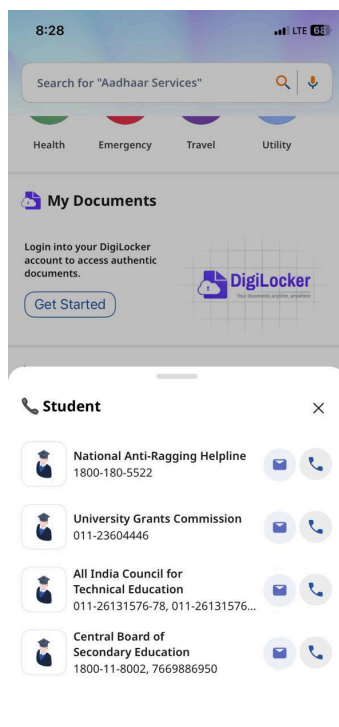 8:28
LTE 68
Search for "Aadhaar Services"
Health Emergency Travel Utility
My Documents
Login into your DigiLocker
account to access authentic
documents.
Get Started
DigiLocker
Your documents anytime, anywhere
Student
National Anti-Ragging Helpline
1800-180-5522
University Grants Commission
011-23604446
All India Council for
Technical Education
011-26131576-78, 011-26131576...
Central Board of
Secondary Education
1800-11-8002, 7669886950